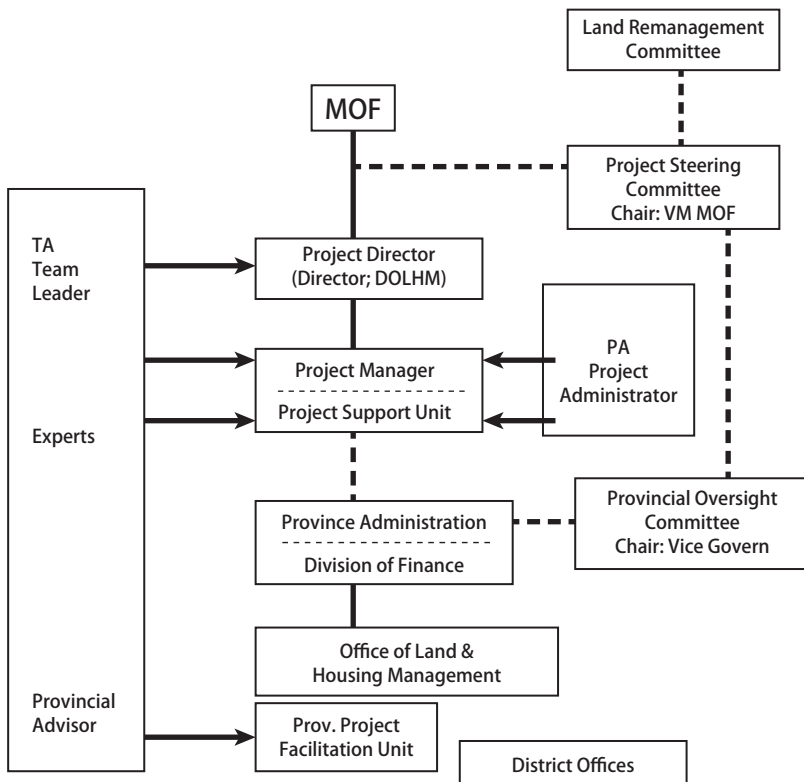 Land Remanagement
Committee
MOF
Project Steering
Committee
Chair: VM MOF
TA
Team
Leader
Project Director
(Director; DOLHM)
PA
Project
Administrator
Project Manager
Project Support Unit
Experts
Provincial Oversight
Committee
Chair: Vice Govern
Province Administration
Division of Finance
Office of Land &
Housing Management
Provincial
Advisor
Prov. Project
Facilitation Unit
District Offices